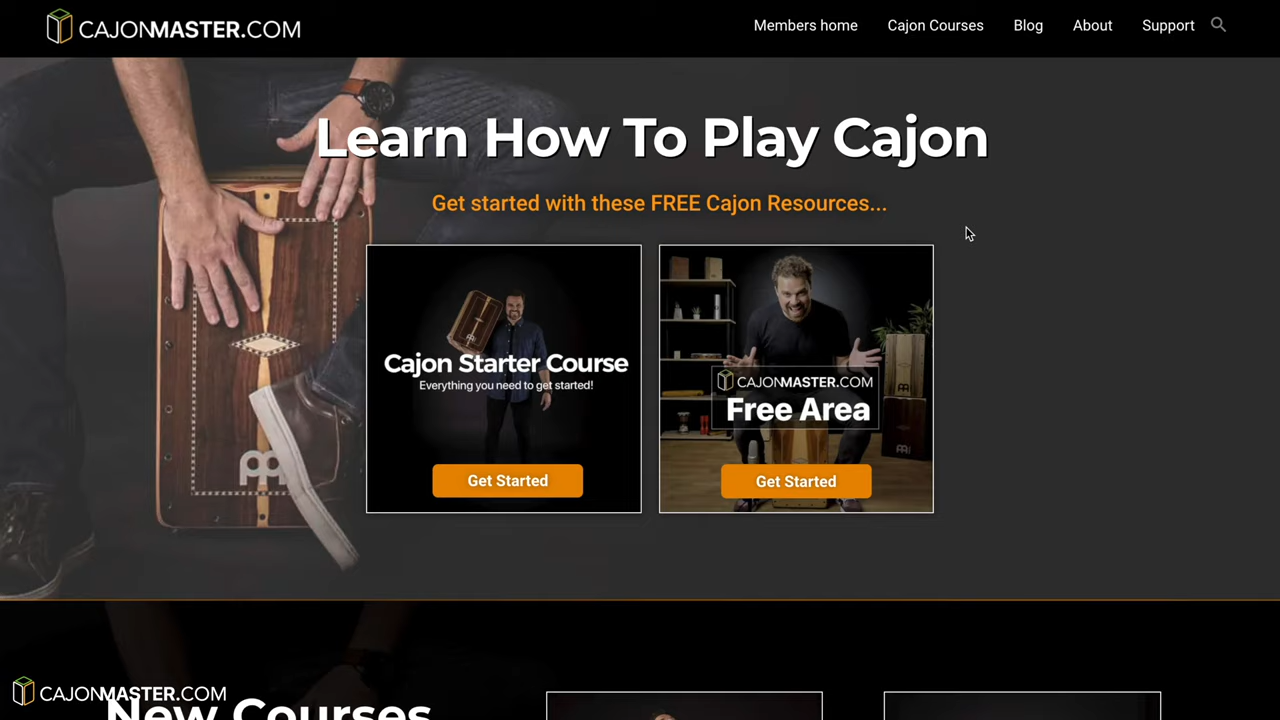 CAJONMASTER.COM
Members home
Cajon Courses
Blog
About
Support
Learn How To Play Cajon
Get started with these FREE Cajon Resources...
Cajon Starter Course
Everything you need to get started!
Get Started
CAJONMASTER.COM
Free Area
Get Started
CAJONMASTER.COM
New Courses